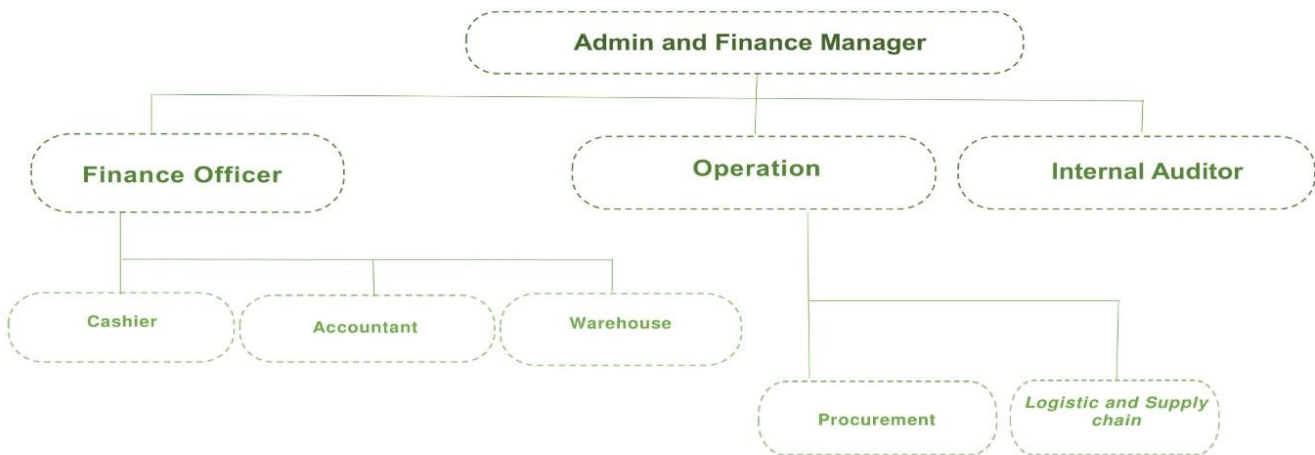 Admin and Finance Manager
Finance Officer
Operation
Internal Auditor
Cashier
Accountant
Warehouse
Procurement
Logistic and Supply
chain